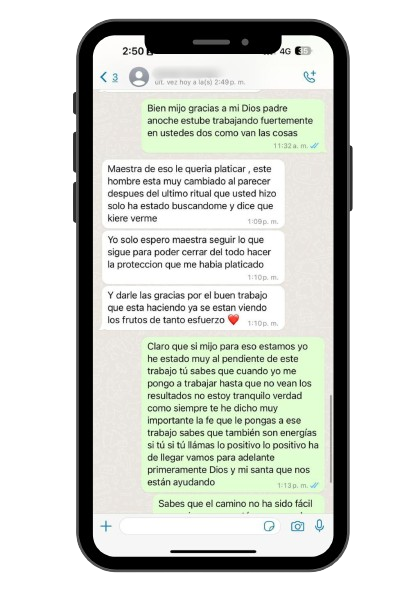 2:50
4G
36
3
últ. vez hoy a la(s) 2:49 p. m.
Bien mijo gracias a mi Dios padre
anoche estube trabajando fuertemente
en ustedes dos como van las cosas
11:32 a. m.
Maestra de eso le queria platicar , este
hombre esta muy cambiado al parecer
despues del ultimo ritual que usted hizo
solo ha estado buscandome y dice que
kiere verme
1:09 p. m.
Yo solo espero maestra seguir lo que
sigue para poder cerrar del todo hacer
la proteccion que me habia platicado
1:10 p. m.
Y darle las gracias por el buen trabajo
que esta haciendo ya se estan viendo
los frutos de tanto esfuerzo ❤️
1:10 p. m.
Claro que si mijo para eso estamos yo
he estado muy al pendiente de este
trabajo tú sabes que cuando yo me
pongo a trabajar hasta que no vean los
resultados no estoy tranquilo verdad
como siempre te he dicho muy
importante la fe que le pongas a ese
trabajo sabes que también son energías
si tú si tú llámas lo positivo lo positivo ha
de llegar vamos para adelante
primeramente Dios y mi santa que nos
están ayudando
1:13 p. m.
Sabes que el camino no ha sido fácil